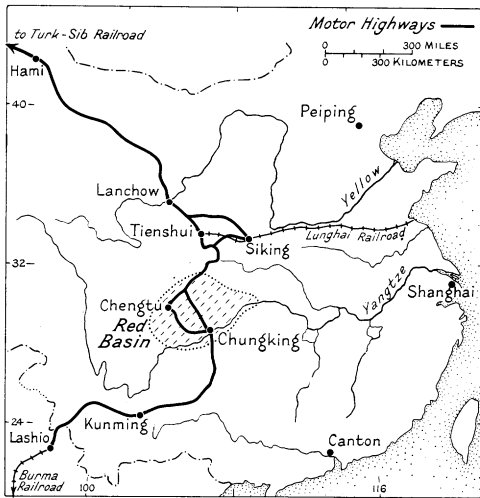 Motor Highways
to Turk-Sib Railroad
0 300 MILES
0 300 KILOMETERS
Hami
40
Peiping
Lanchow
Yellow
Tienshui
Siking
Lunghai Railroad
32
Chengtu
Red
Basin
Yangtze
Shanghai
Chungking
24
Kunming
Lashio
Canton
Burma
Railroad
100
116